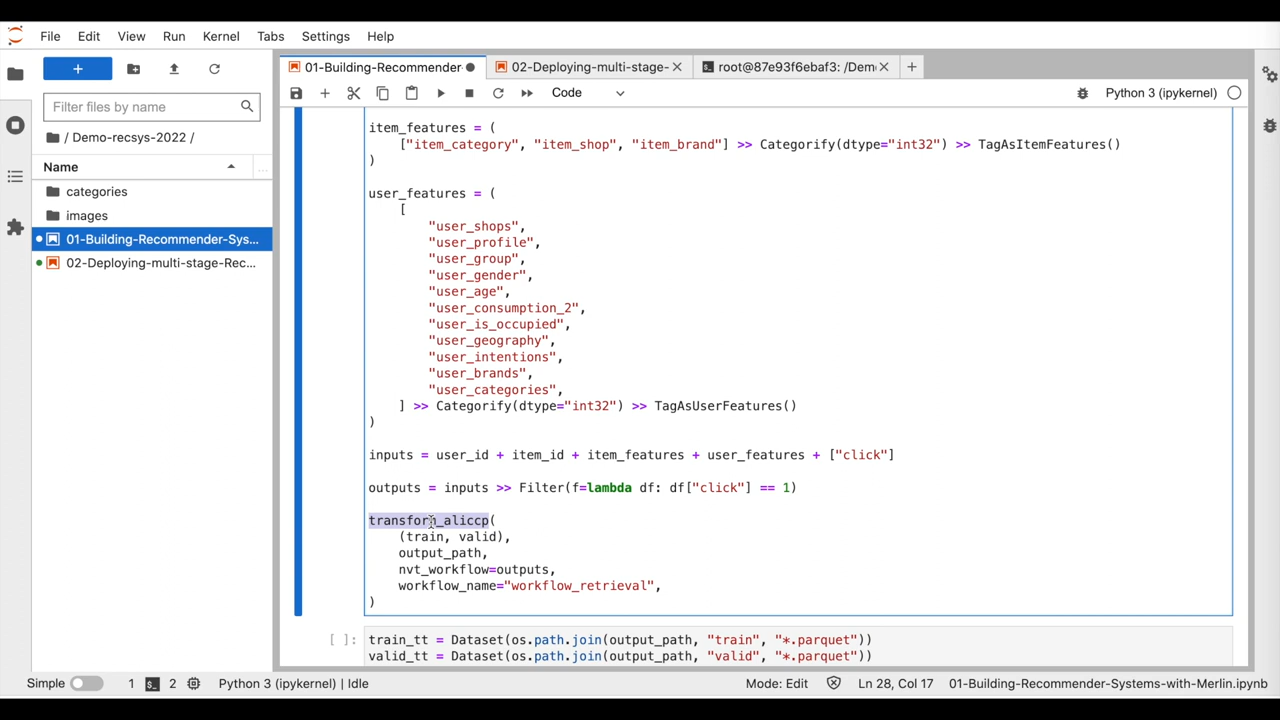 File Edit View Run Kernel Tabs Settings Help
+
Filter files by name
/ Demo-recsys-2022 /
Name
...
categories
images
01-Building-Recommender-Sys...
02-Deploying-multi-stage-Rec...
01-Building-Recommender-
02-Deploying-multi-stage-
root@87e93f6ebaf3: /Dem
Code
Python 3 (ipykernel)
item_features = (
["item_category", "item_shop", "item_brand"] >> Categorify(dtype="int32") >> TagAsItemFeatures()
)
user_features = (
[
"user_shops",
"user_profile",
"user_group",
"user_gender",
"user_age",
"user_consumption_2",
"user_is_occupied",
"user_geography",
"user_intentions",
"user_brands",
"user_categories",
] >> Categorify(dtype="int32") >> TagAsUserFeatures()
)
inputs = user_id + item_id + item_features + user_features + ["click"]
outputs = inputs >> Filter(f=lambda df: df["click"] == 1)
transform_aliccp(
(train, valid),
output_path,
nvt_workflow=outputs,
workflow_name="workflow_retrieval",
)
[ ]: train_tt = Dataset(os.path.join(output_path, "train", "*.parquet"))
valid_tt = Dataset(os.path.join(output_path, "valid", "*.parquet"))
Simple 1 2 Python 3 (ipykernel) | Idle Mode: Edit Ln 28, Col 17 01-Building-Recommender-Systems-with-Merlin.ipynb